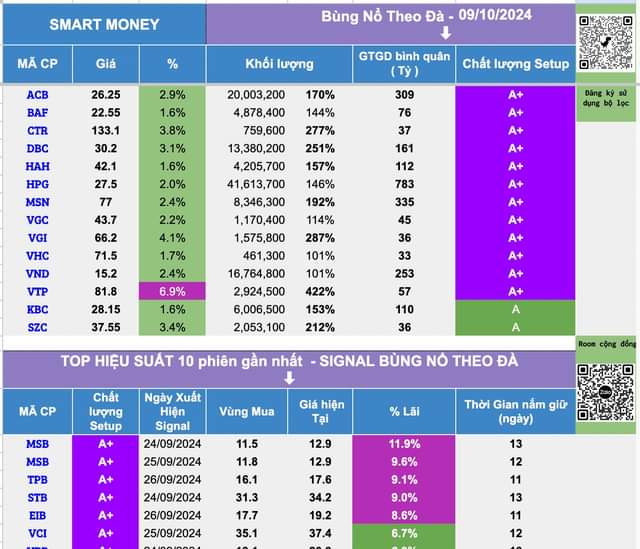 SMART MONEY
Bùng Nổ Theo Đà - 09/10/2024
MÃ CP Giá % Khối lượng GTGD bình quân ( Tỷ ) Chất lượng Setup
ACB 26.25 2.9% 20,003,200 170% 309 A+
BAF 22.55 1.6% 4,878,400 144% 76 A+
CTR 133.1 3.8% 759,600 277% 37 A+
DBC 30.2 3.1% 13,380,200 251% 161 A+
HAH 42.1 1.6% 4,205,700 157% 112 A+
HPG 27.5 2.0% 41,613,700 146% 783 A+
MSN 77 2.4% 8,346,300 192% 335 A+
VGC 43.7 2.2% 1,170,400 114% 45 A+
VGI 66.2 4.1% 1,575,800 287% 36 A+
VHC 71.5 1.7% 461,300 101% 33 A+
VND 15.2 2.4% 16,764,800 101% 253 A+
VTP 81.8 6.9% 2,924,500 422% 57 A+
KBC 28.15 1.6% 6,006,500 153% 110 A
SZC 37.55 3.4% 2,053,100 212% 36 A
Đăng ký sử
dụng bộ lọc
Room cộng đồng
TOP HIỆU SUẤT 10 phiên gần nhất - SIGNAL BÙNG NỔ THEO ĐÀ
MÃ CP Chất lượng Setup Ngày Xuất Hiện Signal Vùng Mua Giá hiện Tại % Lãi Thời Gian nắm giữ (ngày)
MSB A+ 24/09/2024 11.5 12.9 11.9% 13
MSB A+ 25/09/2024 11.8 12.9 9.6% 12
TPB A+ 26/09/2024 16.1 17.6 9.1% 11
STB A+ 24/09/2024 31.3 34.2 9.0% 13
EIB A+ 26/09/2024 17.7 19.2 8.6% 11
VCI A+ 25/09/2024 35.1 37.4 6.7% 12